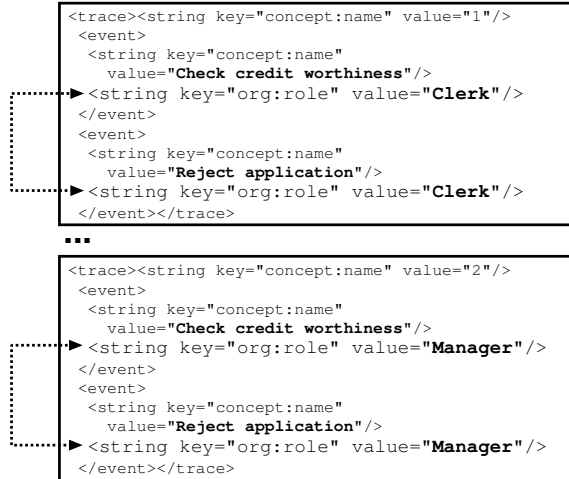 <trace><string key="concept:name" value="1"/>
<event>
<string key="concept:name"
value="Check credit worthiness"/>
<string key="org:role" value="Clerk"/>
</event>
<event>
<string key="concept:name"
value="Reject application"/>
<string key="org:role" value="Clerk"/>
</event></trace>
...
<trace><string key="concept:name" value="2"/>
<event>
<string key="concept:name"
value="Check credit worthiness"/>
<string key="org:role" value="Manager"/>
</event>
<event>
<string key="concept:name"
value="Reject application"/>
<string key="org:role" value="Manager"/>
</event></trace>